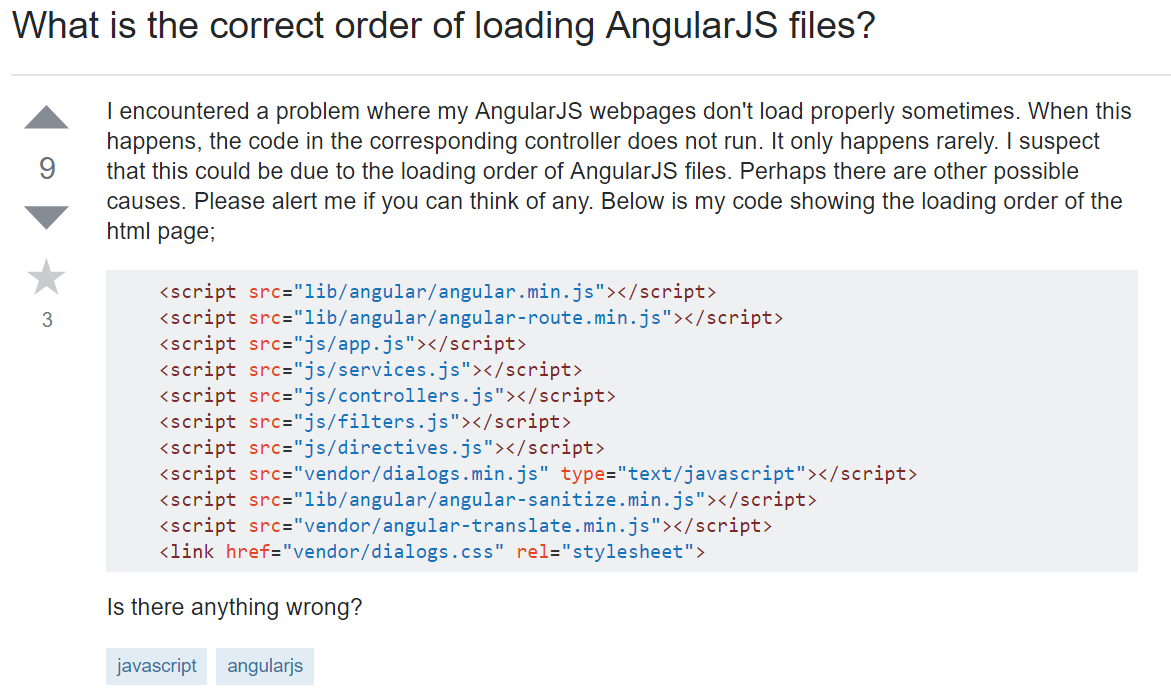 What is the correct order of loading AngularJS files?
I encountered a problem where my AngularJS webpages don't load properly sometimes. When this
happens, the code in the corresponding controller does not run. It only happens rarely. I suspect
9
that this could be due to the loading order of AngularJS files. Perhaps there are other possible
causes. Please alert me if you can think of any. Below is my code showing the loading order of the
html page;
3
<script src="lib/angular/angular.min.js"></script>
<script src="lib/angular/angular-route.min.js"></script>
<script src="js/app.js"></script>
<script src="js/services.js"></script>
<script src="js/controllers.js"></script>
<script src="js/filters.js"></script>
<script src="js/directives.js"></script>
<script src="vendor/dialogs.min.js" type="text/javascript"></script>
<script src="lib/angular/angular-sanitize.min.js"></script>
<script src="vendor/angular-translate.min.js"></script>
<link href="vendor/dialogs.css" rel="stylesheet">
Is there anything wrong?
javascript angularjs